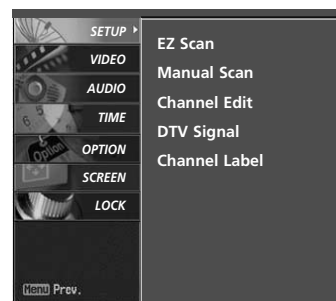 SETUP
VIDEO
AUDIO
TIME
OPTION
SCREEN
LOCK
Menu Prev.
EZ Scan
Manual Scan
Channel Edit
DTV Signal
Channel Label